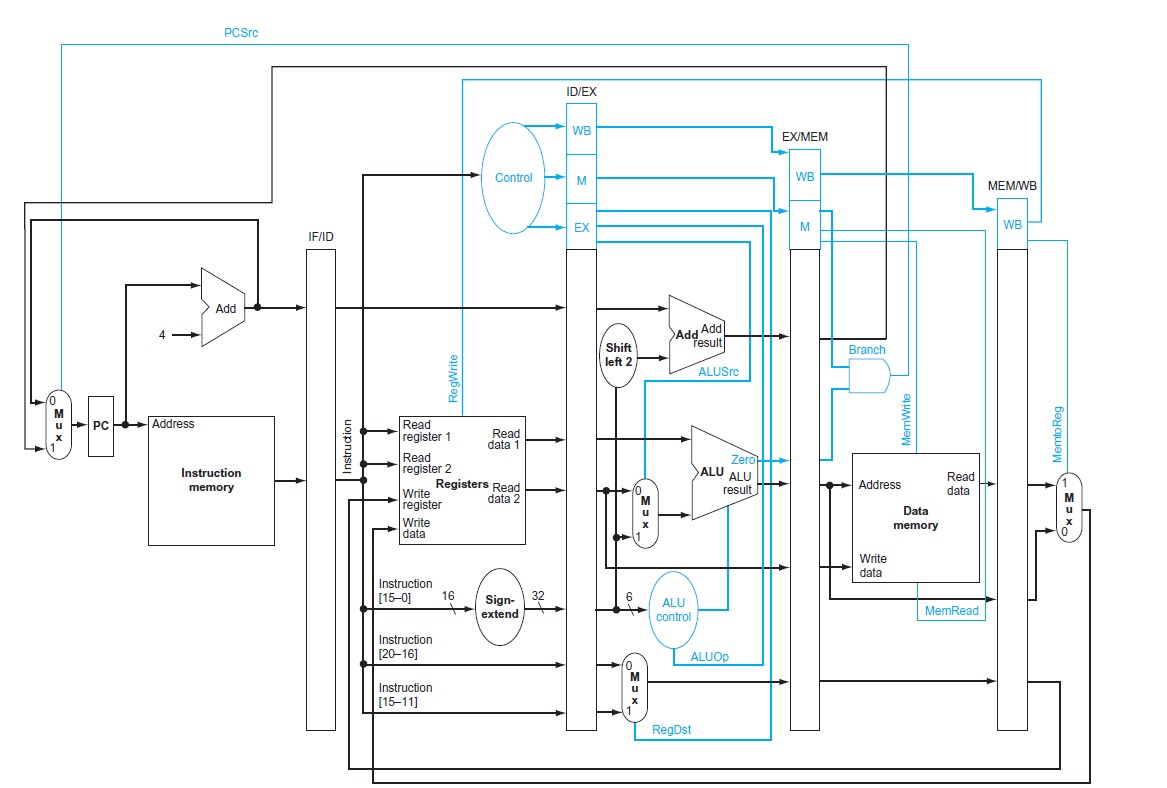 PCSrc
ID/EX
WB
EX/MEM
Control
M
WB
MEM/WB
EX
M
WB
IF/ID
Add
4
Add
Add
result
Shift
left 2
Branch
ALUSrc
RegWrite
MemWrite
MemtoReg
0
M
u
x
1
PC
Address
Instruction
memory
Instruction
Read
register 1
Read
data 1
Read
register 2
Registers
Read
data 2
Write
register
Write
data
Zero
ALU
ALU
result
0
M
u
x
1
Address
Read
data
Data
memory
Write
data
1
M
u
x
0
Instruction
[15–0]
16
Sign-
extend
32
6
ALU
control
MemRead
Instruction
[20–16]
ALUOp
0
M
u
x
1
Instruction
[15–11]
RegDst